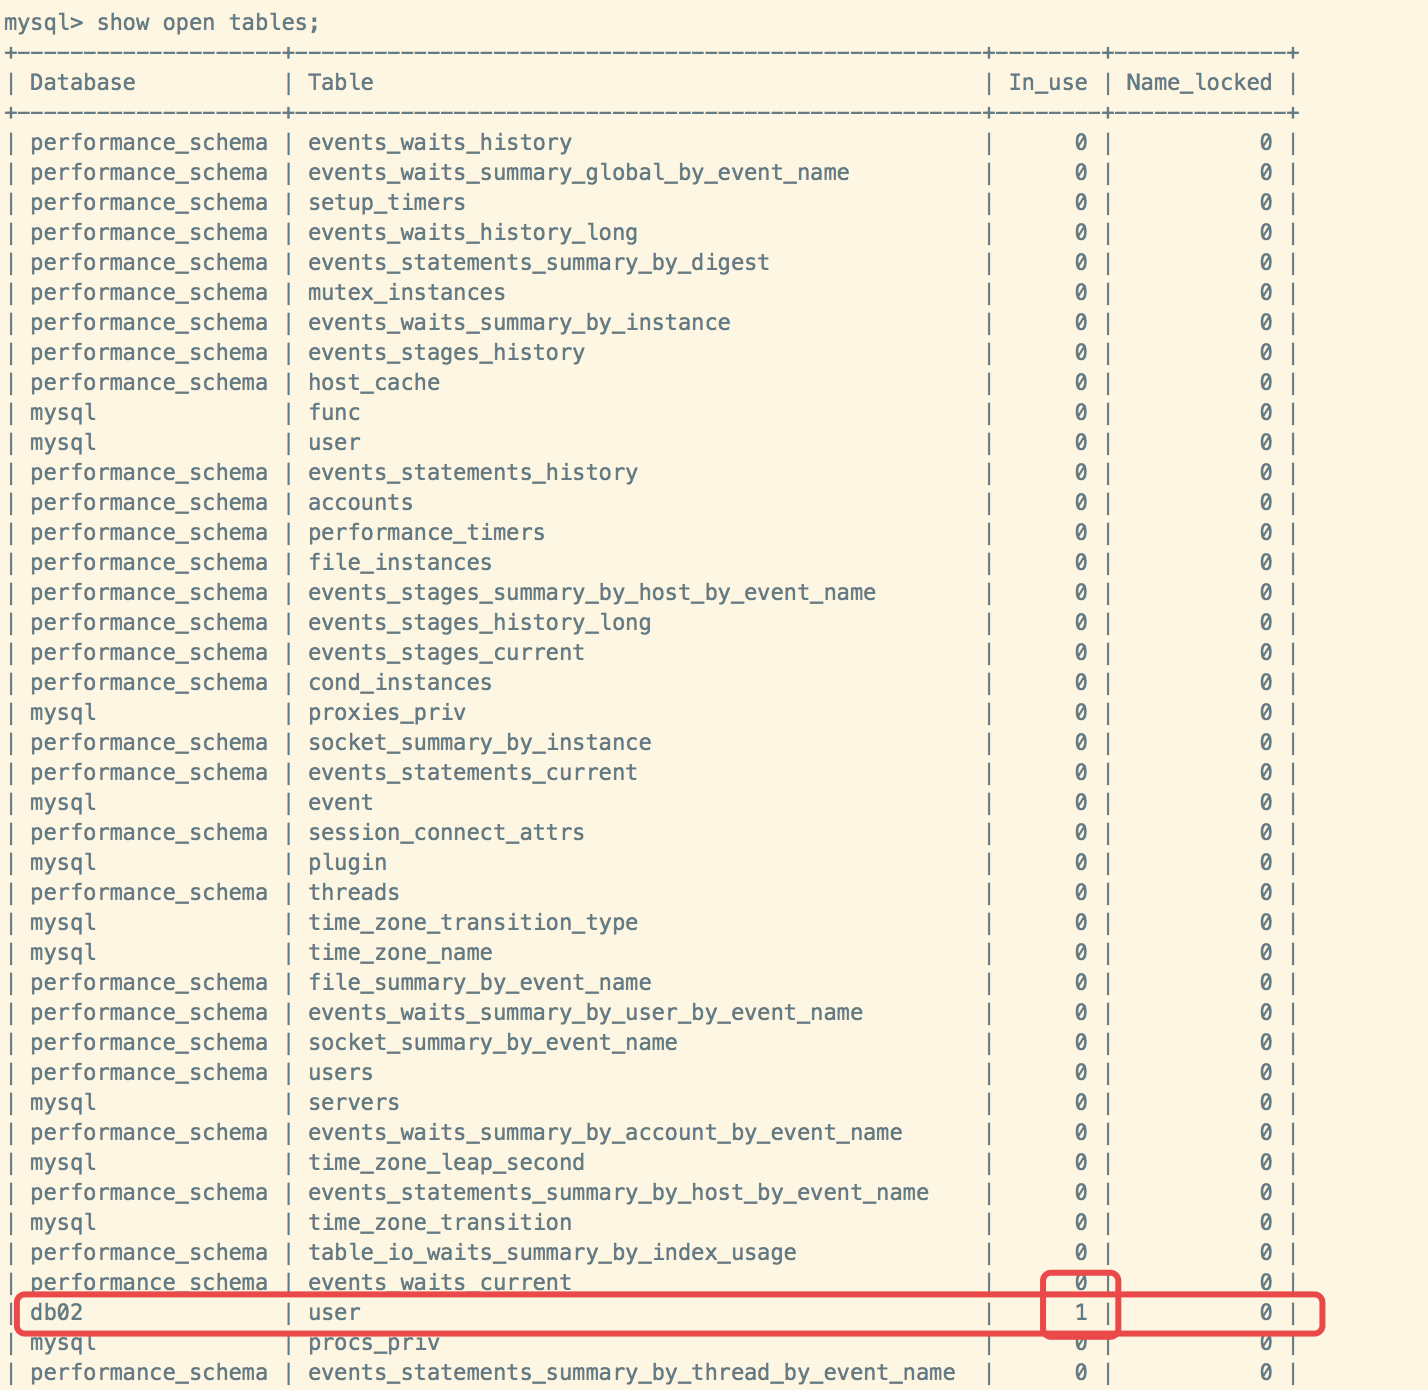 mysql> show open tables;
+--------------------+----------------------------------------------------+--------+-------------+
| Database           | Table                                              | In_use | Name_locked |
+--------------------+----------------------------------------------------+--------+-------------+
| performance_schema | events_waits_history                               |      0 |           0 |
| performance_schema | events_waits_summary_global_by_event_name          |      0 |           0 |
| performance_schema | setup_timers                                       |      0 |           0 |
| performance_schema | events_waits_history_long                          |      0 |           0 |
| performance_schema | events_statements_summary_by_digest                |      0 |           0 |
| performance_schema | mutex_instances                                    |      0 |           0 |
| performance_schema | events_waits_summary_by_instance                   |      0 |           0 |
| performance_schema | events_stages_history                              |      0 |           0 |
| performance_schema | host_cache                                         |      0 |           0 |
| mysql              | func                                               |      0 |           0 |
| mysql              | user                                               |      0 |           0 |
| performance_schema | events_statements_history                          |      0 |           0 |
| performance_schema | accounts                                           |      0 |           0 |
| performance_schema | performance_timers                                 |      0 |           0 |
| performance_schema | file_instances                                     |      0 |           0 |
| performance_schema | events_stages_summary_by_host_by_event_name        |      0 |           0 |
| performance_schema | events_stages_history_long                         |      0 |           0 |
| performance_schema | events_stages_current                              |      0 |           0 |
| performance_schema | cond_instances                                     |      0 |           0 |
| mysql              | proxies_priv                                       |      0 |           0 |
| performance_schema | socket_summary_by_instance                         |      0 |           0 |
| performance_schema | events_statements_current                          |      0 |           0 |
| mysql              | event                                              |      0 |           0 |
| performance_schema | session_connect_attrs                              |      0 |           0 |
| mysql              | plugin                                             |      0 |           0 |
| performance_schema | threads                                            |      0 |           0 |
| mysql              | time_zone_transition_type                          |      0 |           0 |
| mysql              | time_zone_name                                     |      0 |           0 |
| performance_schema | file_summary_by_event_name                         |      0 |           0 |
| performance_schema | events_waits_summary_by_user_by_event_name         |      0 |           0 |
| performance_schema | socket_summary_by_event_name                       |      0 |           0 |
| performance_schema | users                                              |      0 |           0 |
| mysql              | servers                                            |      0 |           0 |
| performance_schema | events_waits_summary_by_account_by_event_name      |      0 |           0 |
| mysql              | time_zone_leap_second                              |      0 |           0 |
| performance_schema | events_statements_summary_by_host_by_event_name    |      0 |           0 |
| mysql              | time_zone_transition                               |      0 |           0 |
| performance_schema | table_io_waits_summary_by_index_usage              |      0 |           0 |
| performance_schema | events_waits_current                               |      0 |           0 |
| db02               | user                                               |      1 |           0 |
| mysql              | procs_priv                                         |      0 |           0 |
| performance_schema | events_statements_summary_by_thread_by_event_name  |      0 |           0 |